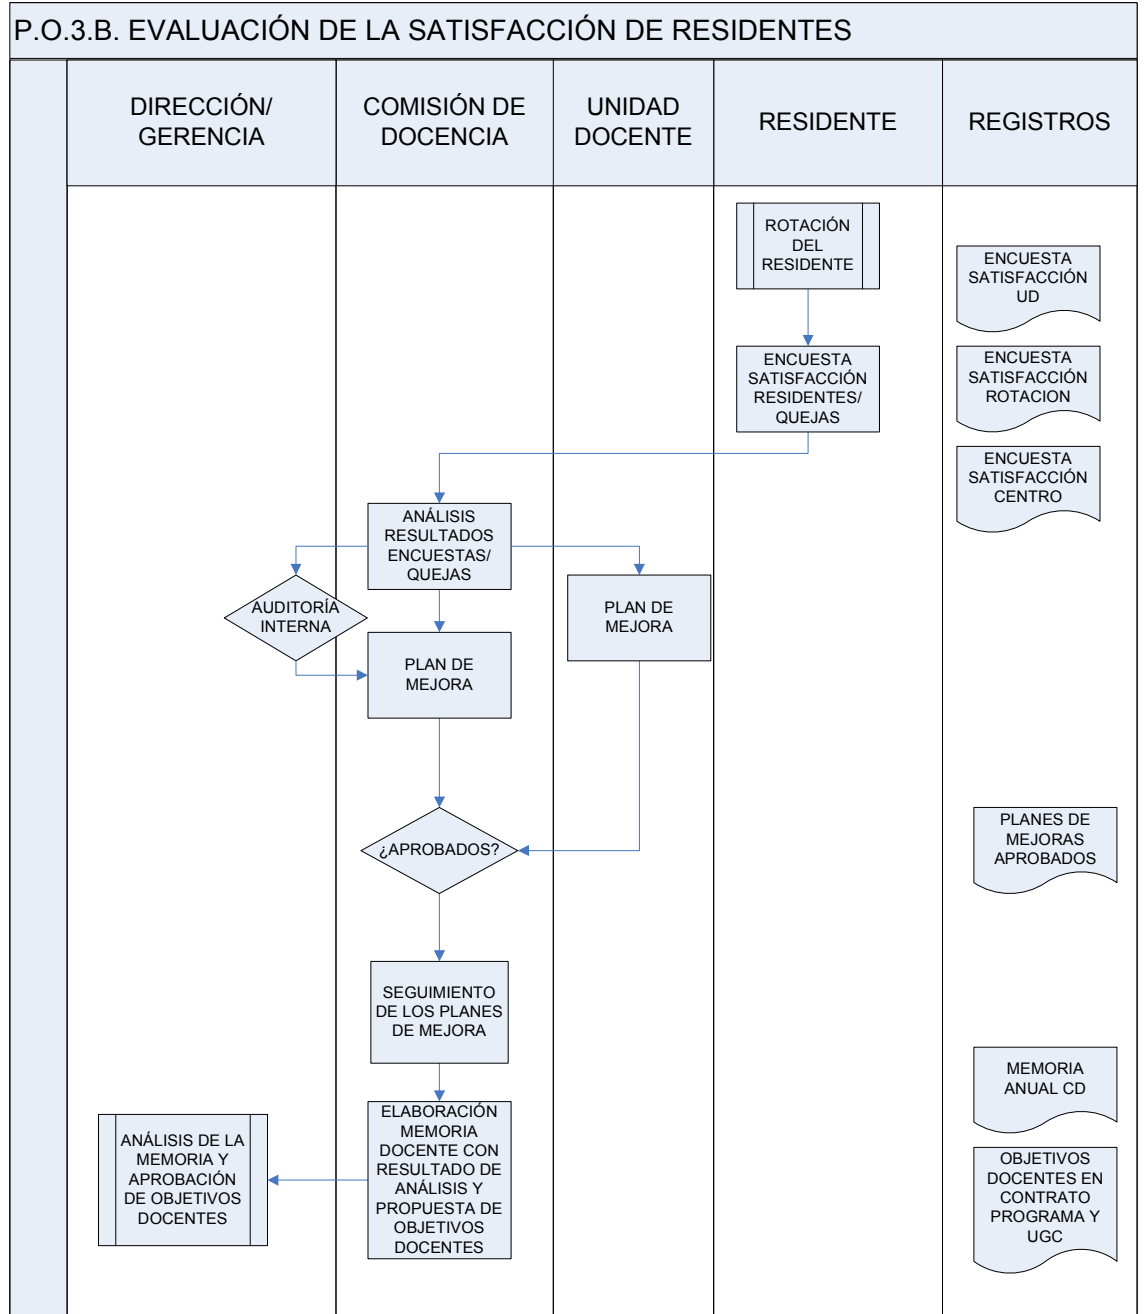 P.O.3.B. EVALUACIÓN DE LA SATISFACCIÓN DE RESIDENTES
DIRECCIÓN/
GERENCIA
COMISIÓN DE
DOCENCIA
UNIDAD
DOCENTE
RESIDENTE
REGISTROS
ROTACIÓN
DEL
RESIDENTE
ENCUESTA
SATISFACCIÓN
UD
ENCUESTA
SATISFACCIÓN
RESIDENTES/
QUEJAS
ENCUESTA
SATISFACCIÓN
ROTACION
ENCUESTA
SATISFACCIÓN
CENTRO
ANÁLISIS
RESULTADOS
ENCUESTAS/
QUEJAS
AUDITORÍA
INTERNA
PLAN DE
MEJORA
PLAN DE
MEJORA
¿APROBADOS?
PLANES DE
MEJORAS
APROBADOS
SEGUIMIENTO
DE LOS PLANES
DE MEJORA
MEMORIA
ANUAL CD
ANÁLISIS DE LA
MEMORIA Y
APROBACIÓN
DE OBJETIVOS
DOCENTES
ELABORACIÓN
MEMORIA
DOCENTE CON
RESULTADO DE
ANÁLISIS Y
PROPUESTA DE
OBJETIVOS
DOCENTES
OBJETIVOS
DOCENTES EN
CONTRATO
PROGRAMA Y
UGC